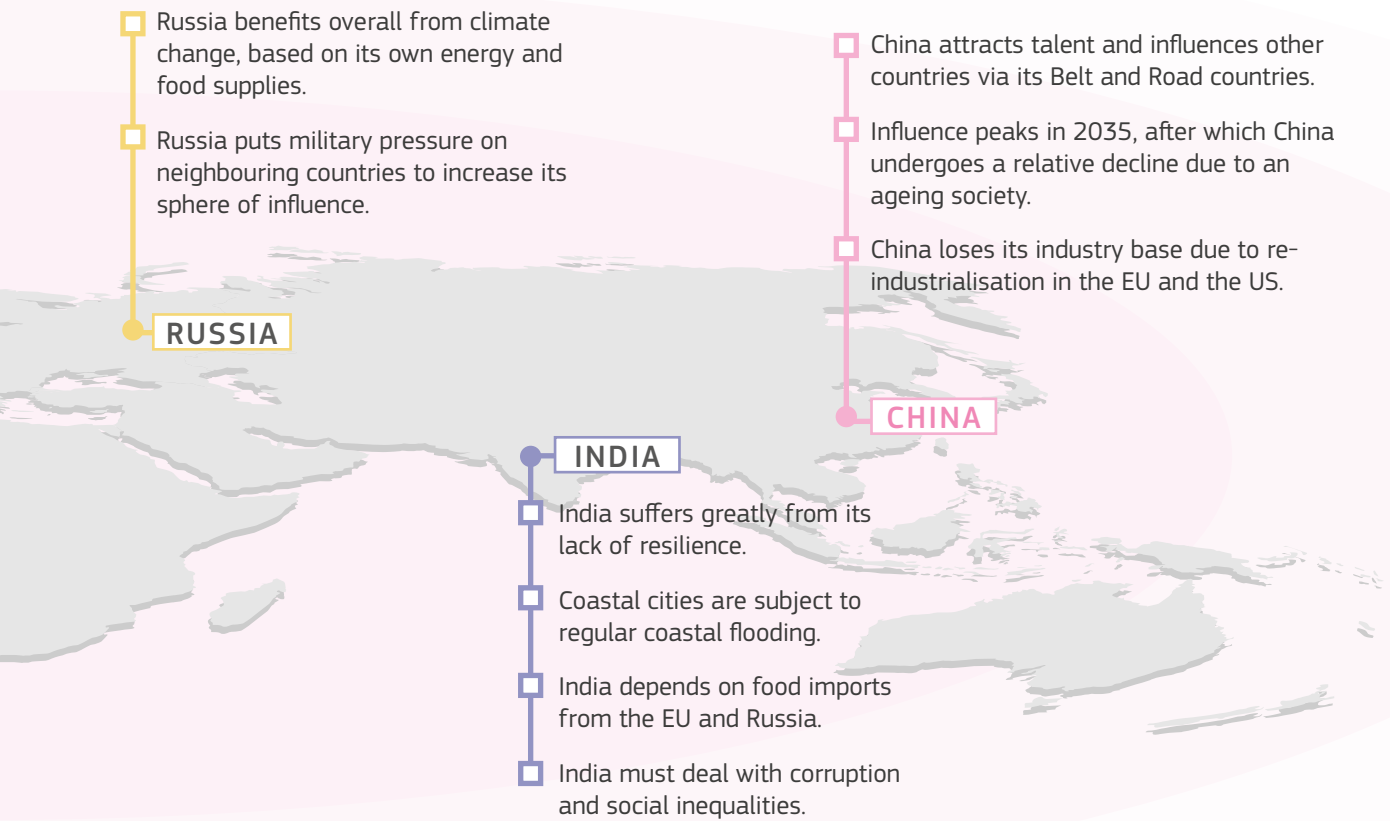 Russia benefits overall from climate
change, based on its own energy and
food supplies.
Russia puts military pressure on
neighbouring countries to increase its
sphere of influence.
RUSSIA
China attracts talent and influences other
countries via its Belt and Road countries.
Influence peaks in 2035, after which China
undergoes a relative decline due to an
ageing society.
China loses its industry base due to re-
industrialisation in the EU and the US.
CHINA
INDIA
India suffers greatly from its
lack of resilience.
Coastal cities are subject to
regular coastal flooding.
India depends on food imports
from the EU and Russia.
India must deal with corruption
and social inequalities.